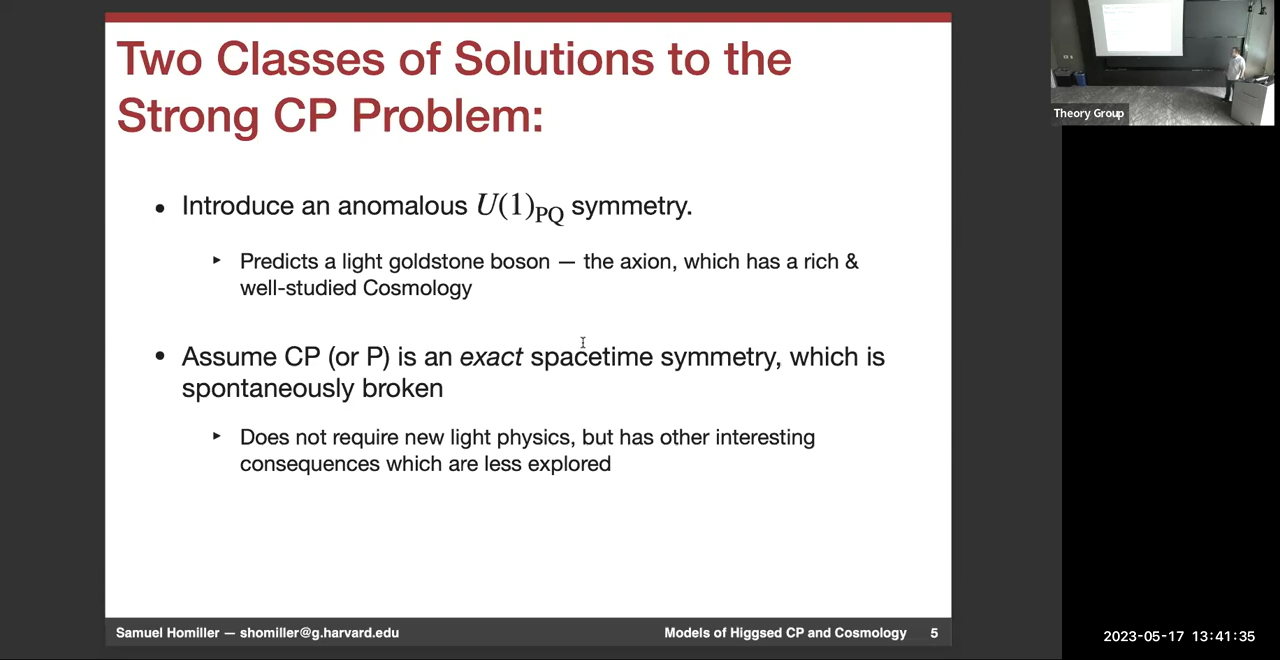 Two Classes of Solutions to the
Strong CP Problem:
• Introduce an anomalous U(1)PQ symmetry.
‣ Predicts a light goldstone boson — the axion, which has a rich &
well-studied Cosmology
• Assume CP (or P) is an exact spacetime symmetry, which is
spontaneously broken
‣ Does not require new light physics, but has other interesting
consequences which are less explored
Samuel Homiller — shomiller@g.harvard.edu
Models of Higgsed CP and Cosmology 5
Theory Group
2023-05-17 13:41:35